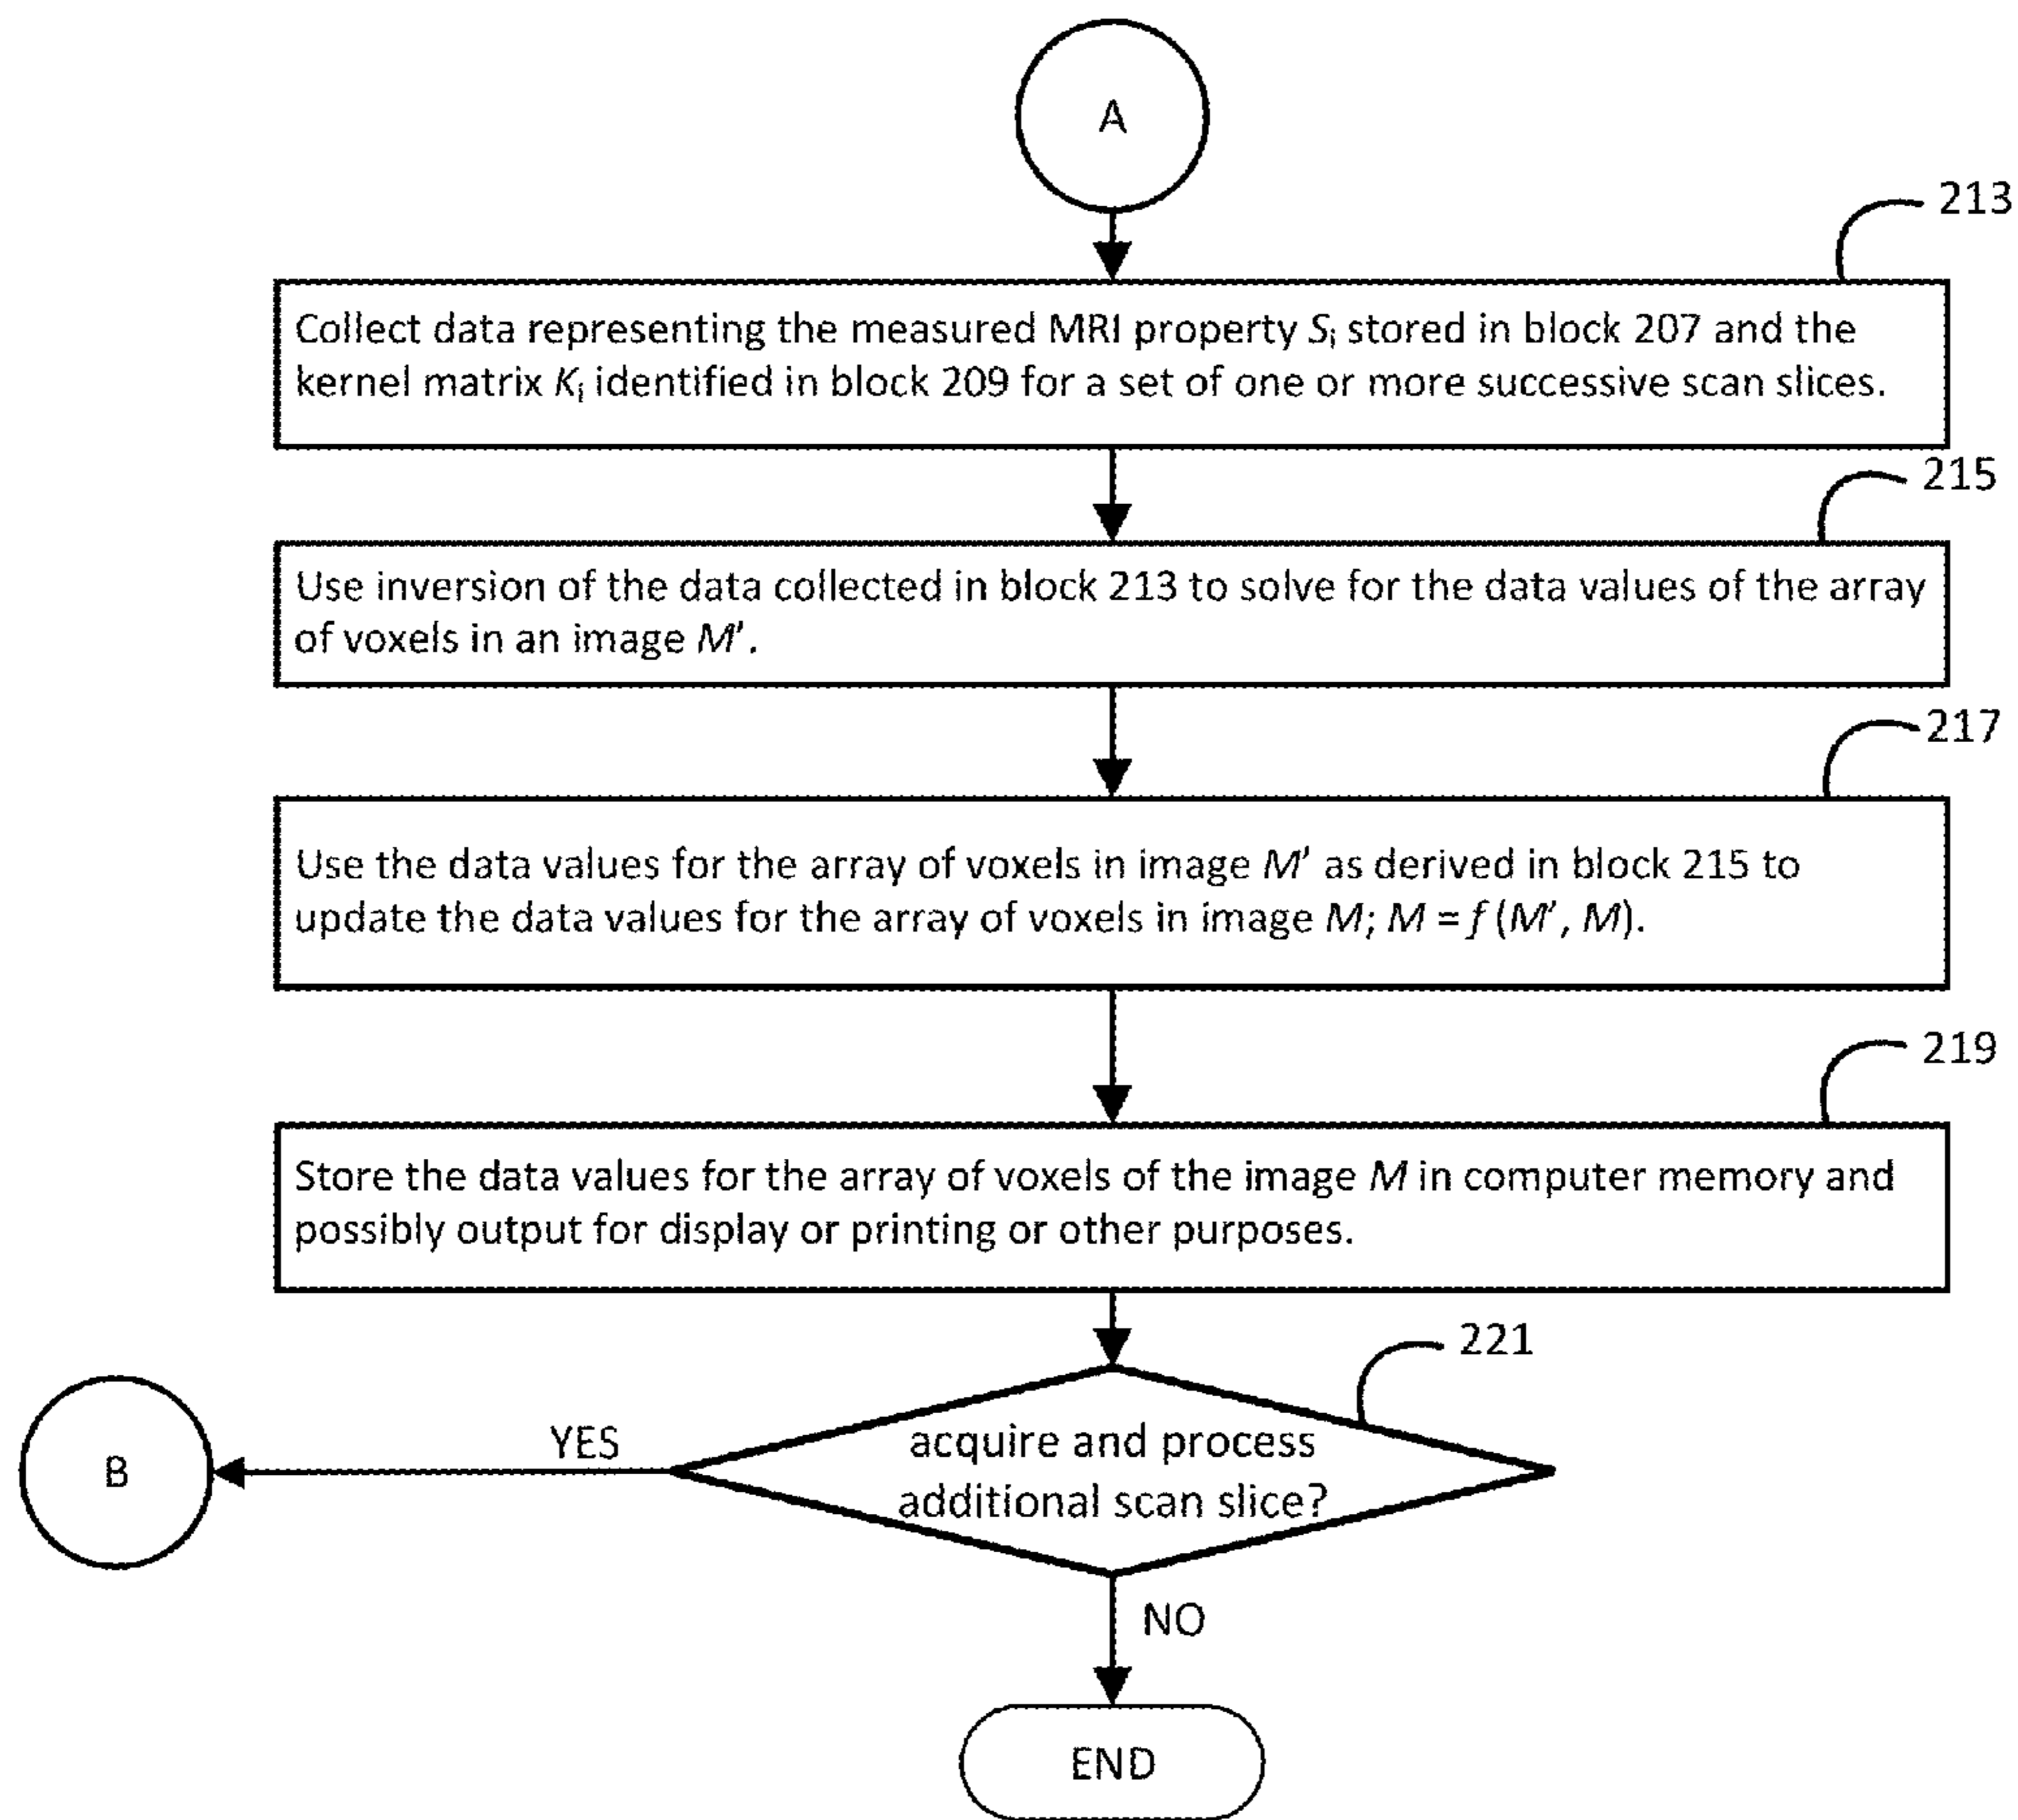 A
213
Collect data representing the measured MRI property Si stored in block 207 and the
kernel matrix Ki identified in block 209 for a set of one or more successive scan slices.
215
Use inversion of the data collected in block 213 to solve for the data values of the array
of voxels in an image M'.
217
Use the data values for the array of voxels in image M' as derived in block 215 to
update the data values for the array of voxels in image M; M = f (M', M).
219
Store the data values for the array of voxels of the image M in computer memory and
possibly output for display or printing or other purposes.
221
acquire and process
additional scan slice?
YES
B
NO
END